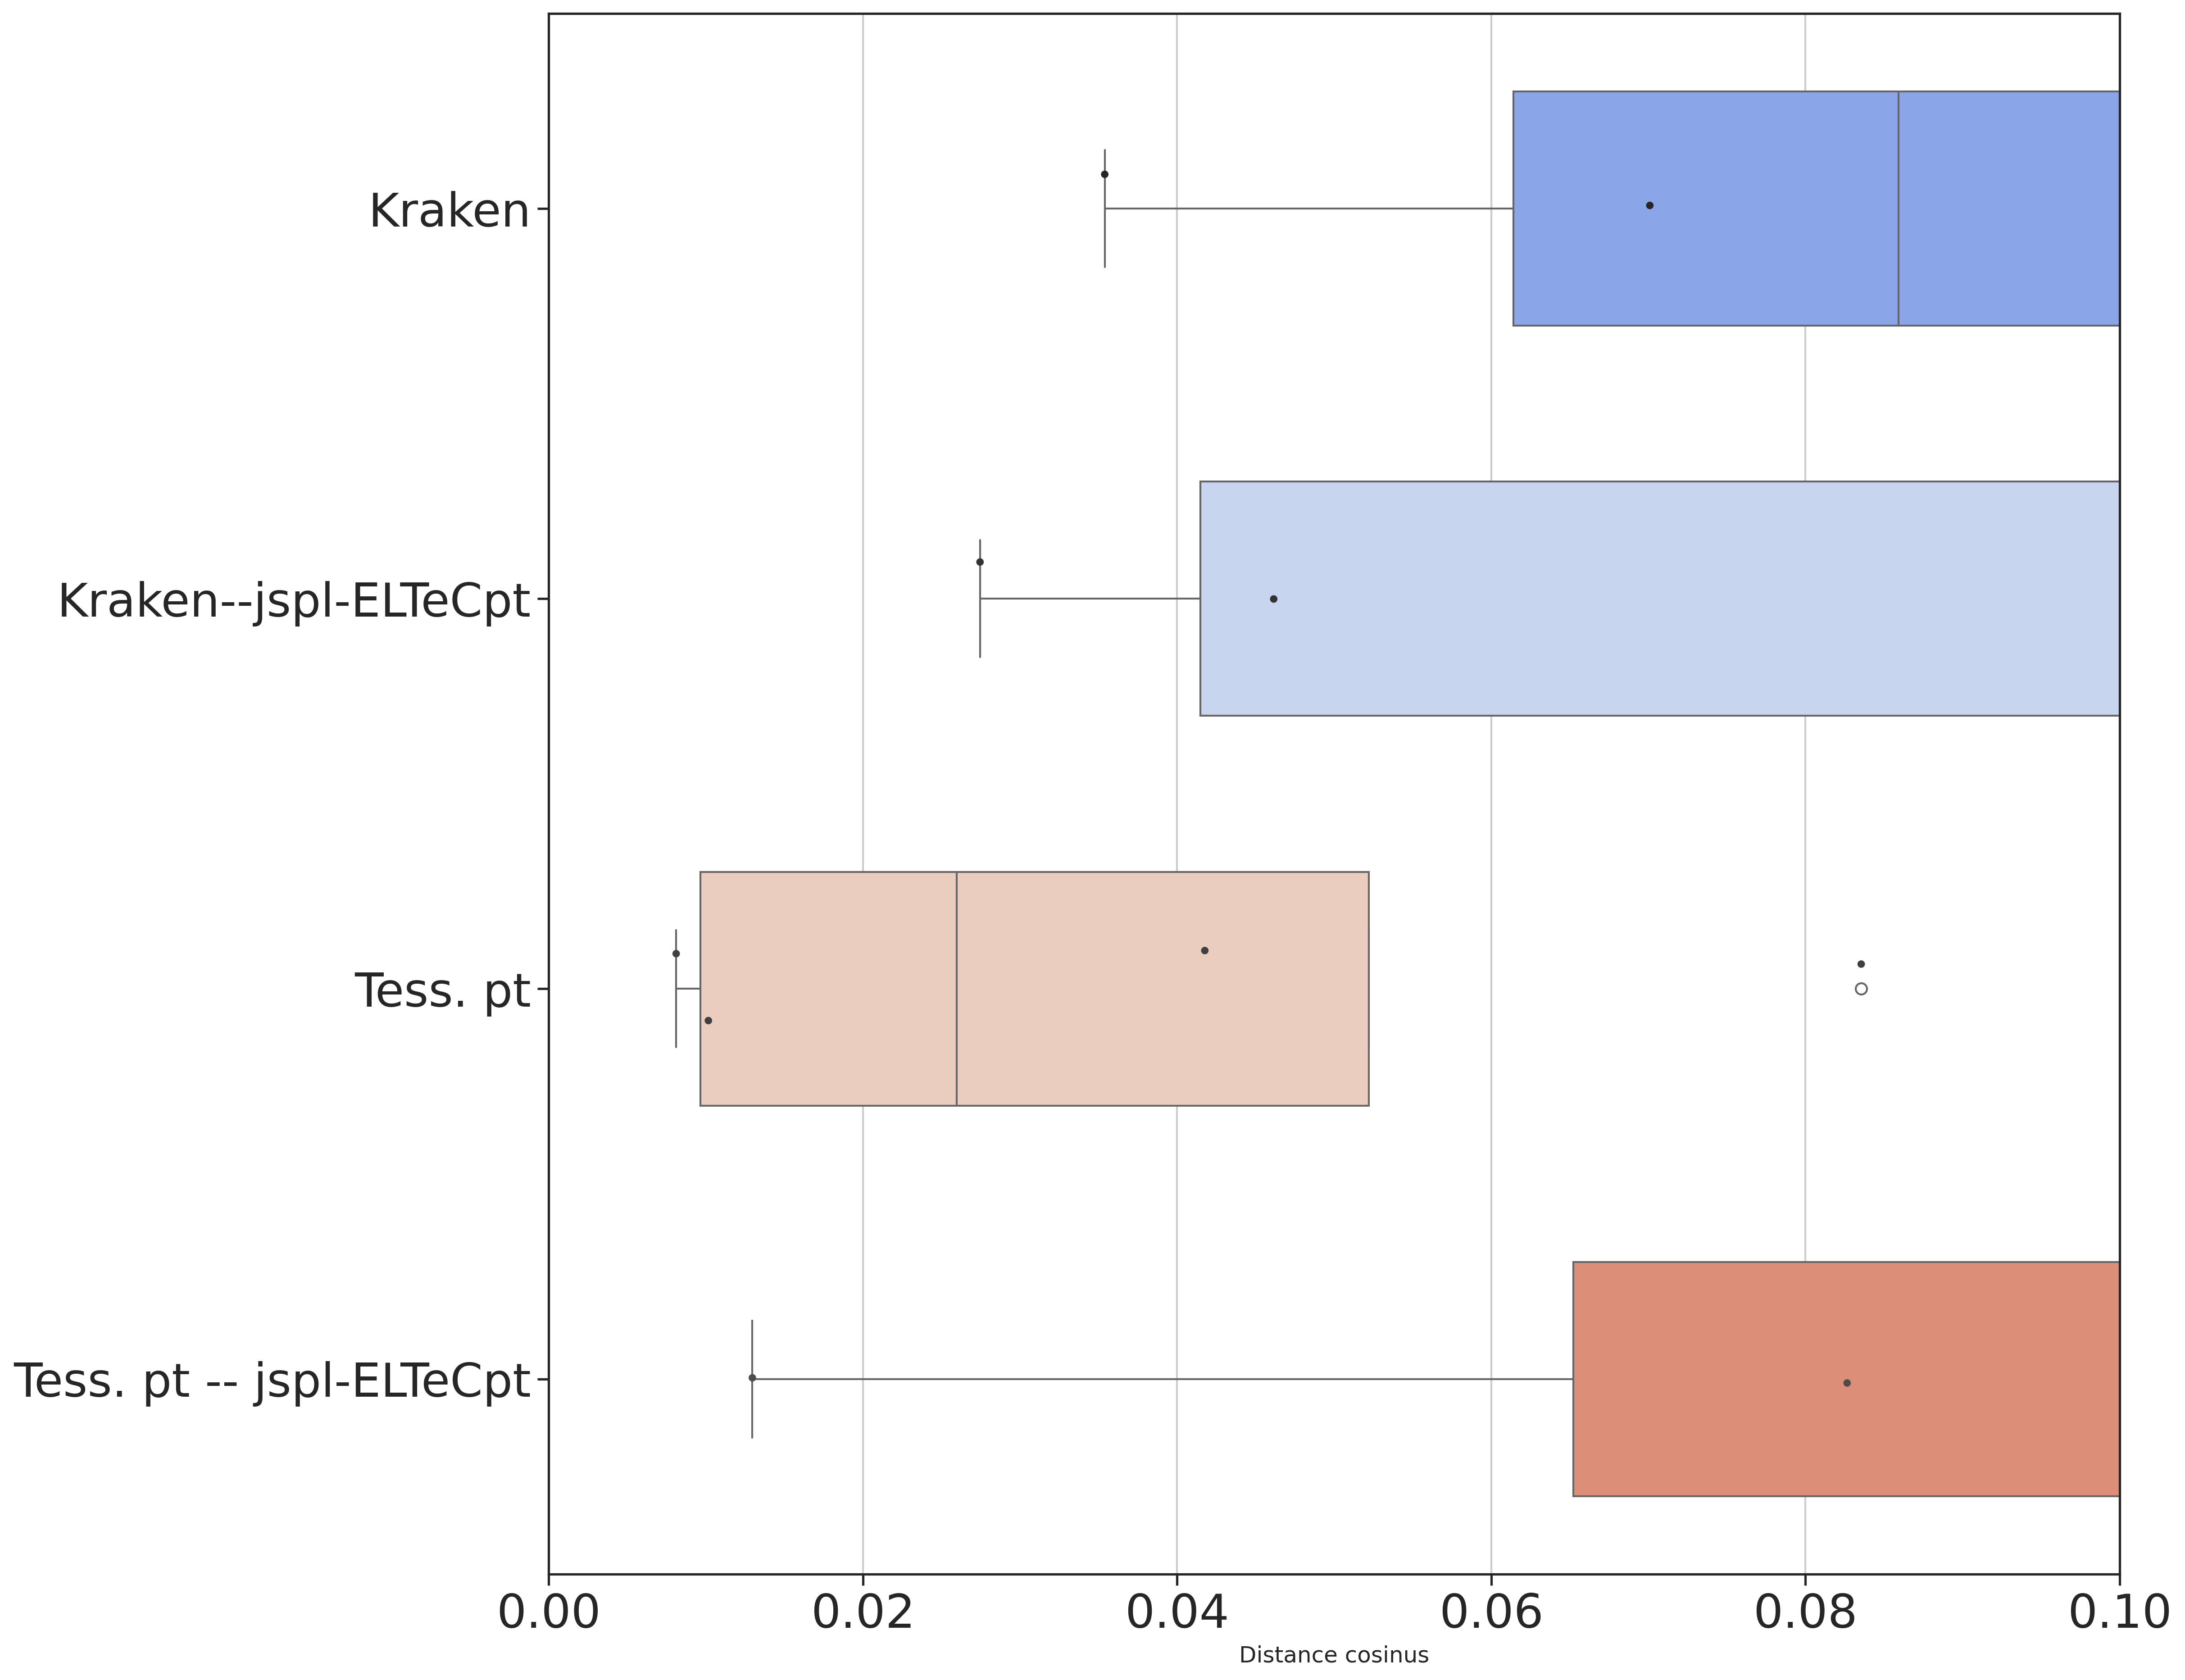 Kraken
Kraken--jspl-ELTeCpt
Tess. pt
Tess. pt -- jspl-ELTeCpt
0.00 0.02 0.04 0.06 0.08 0.10
Distance cosinus